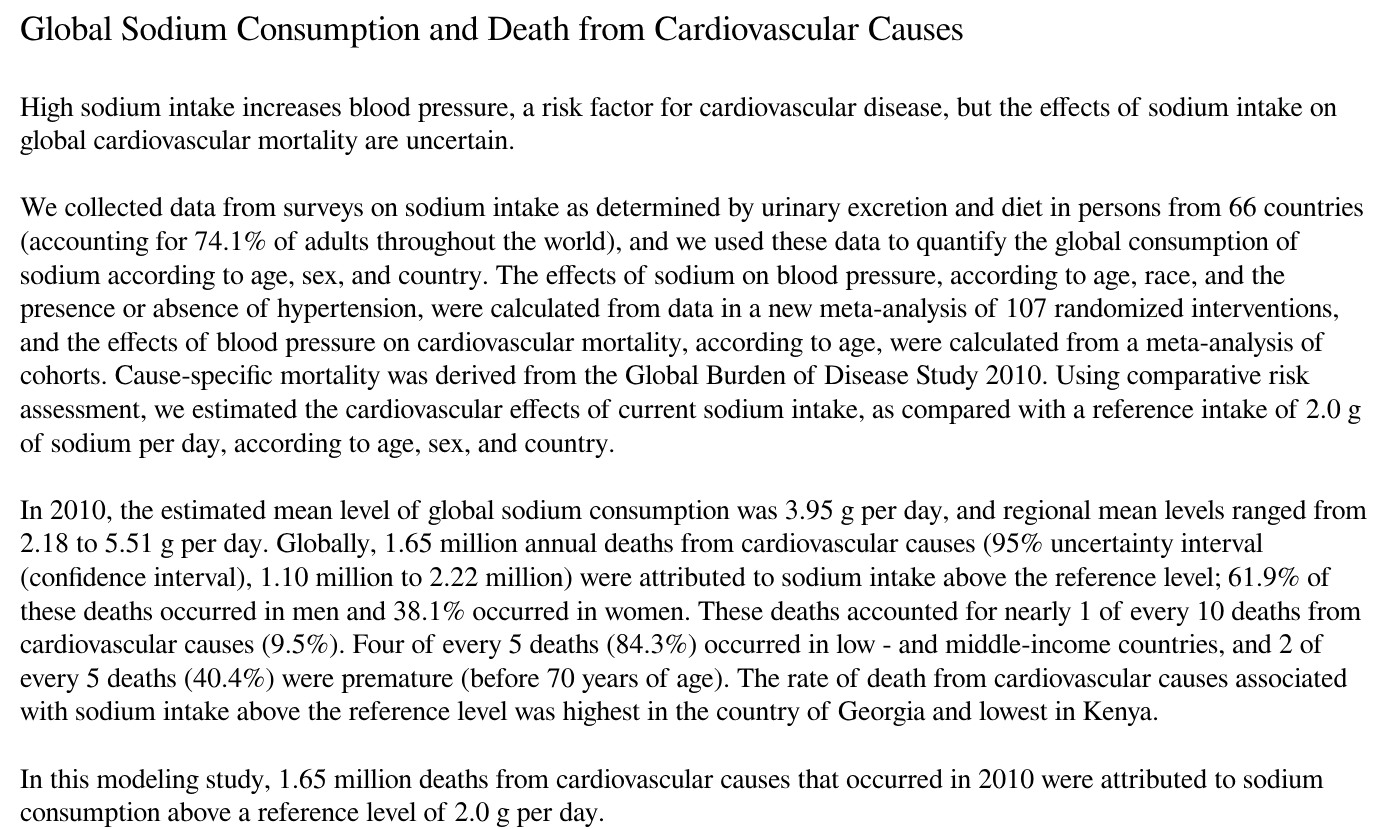 Global Sodium Consumption and Death from Cardiovascular Causes
High sodium intake increases blood pressure, a risk factor for cardiovascular disease, but the effects of sodium intake on
global cardiovascular mortality are uncertain.
We collected data from surveys on sodium intake as determined by urinary excretion and diet in persons from 66 countries
(accounting for 74.1% of adults throughout the world), and we used these data to quantify the global consumption of
sodium according to age, sex, and country. The effects of sodium on blood pressure, according to age, race, and the
presence or absence of hypertension, were calculated from data in a new meta-analysis of 107 randomized interventions,
and the effects of blood pressure on cardiovascular mortality, according to age, were calculated from a meta-analysis of
cohorts. Cause-specific mortality was derived from the Global Burden of Disease Study 2010. Using comparative risk
assessment, we estimated the cardiovascular effects of current sodium intake, as compared with a reference intake of 2.0 g
of sodium per day, according to age, sex, and country.
In 2010, the estimated mean level of global sodium consumption was 3.95 g per day, and regional mean levels ranged from
2.18 to 5.51 g per day. Globally, 1.65 million annual deaths from cardiovascular causes (95% uncertainty interval
(confidence interval), 1.10 million to 2.22 million) were attributed to sodium intake above the reference level; 61.9% of
these deaths occurred in men and 38.1% occurred in women. These deaths accounted for nearly 1 of every 10 deaths from
cardiovascular causes (9.5%). Four of every 5 deaths (84.3%) occurred in low - and middle-income countries, and 2 of
every 5 deaths (40.4%) were premature (before 70 years of age). The rate of death from cardiovascular causes associated
with sodium intake above the reference level was highest in the country of Georgia and lowest in Kenya.
In this modeling study, 1.65 million deaths from cardiovascular causes that occurred in 2010 were attributed to sodium
consumption above a reference level of 2.0 g per day.